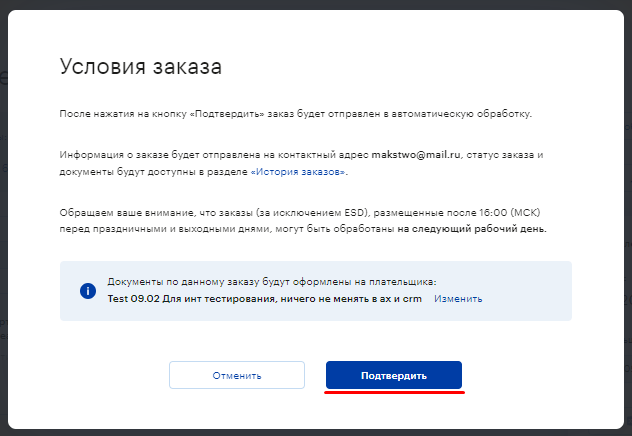 Условия заказа
После нажатия на кнопку «Подтвердить» заказ будет отправлен в автоматическую обработку.
Информация о заказе будет отправлена на контактный адрес makstwo@mail.ru, статус заказа и
документы будут доступны в разделе «История заказов».
Обращаем ваше внимание, что заказы (за исключением ESD), размещенные после 16:00 (МСК)
перед праздничными и выходными днями, могут быть обработаны на следующий рабочий день.
Документы по данному заказу будут оформлены на плательщика:
Test 09.02 Для инт тестирования, ничего не менять в ax и crm Изменить
Отменить Подтвердить